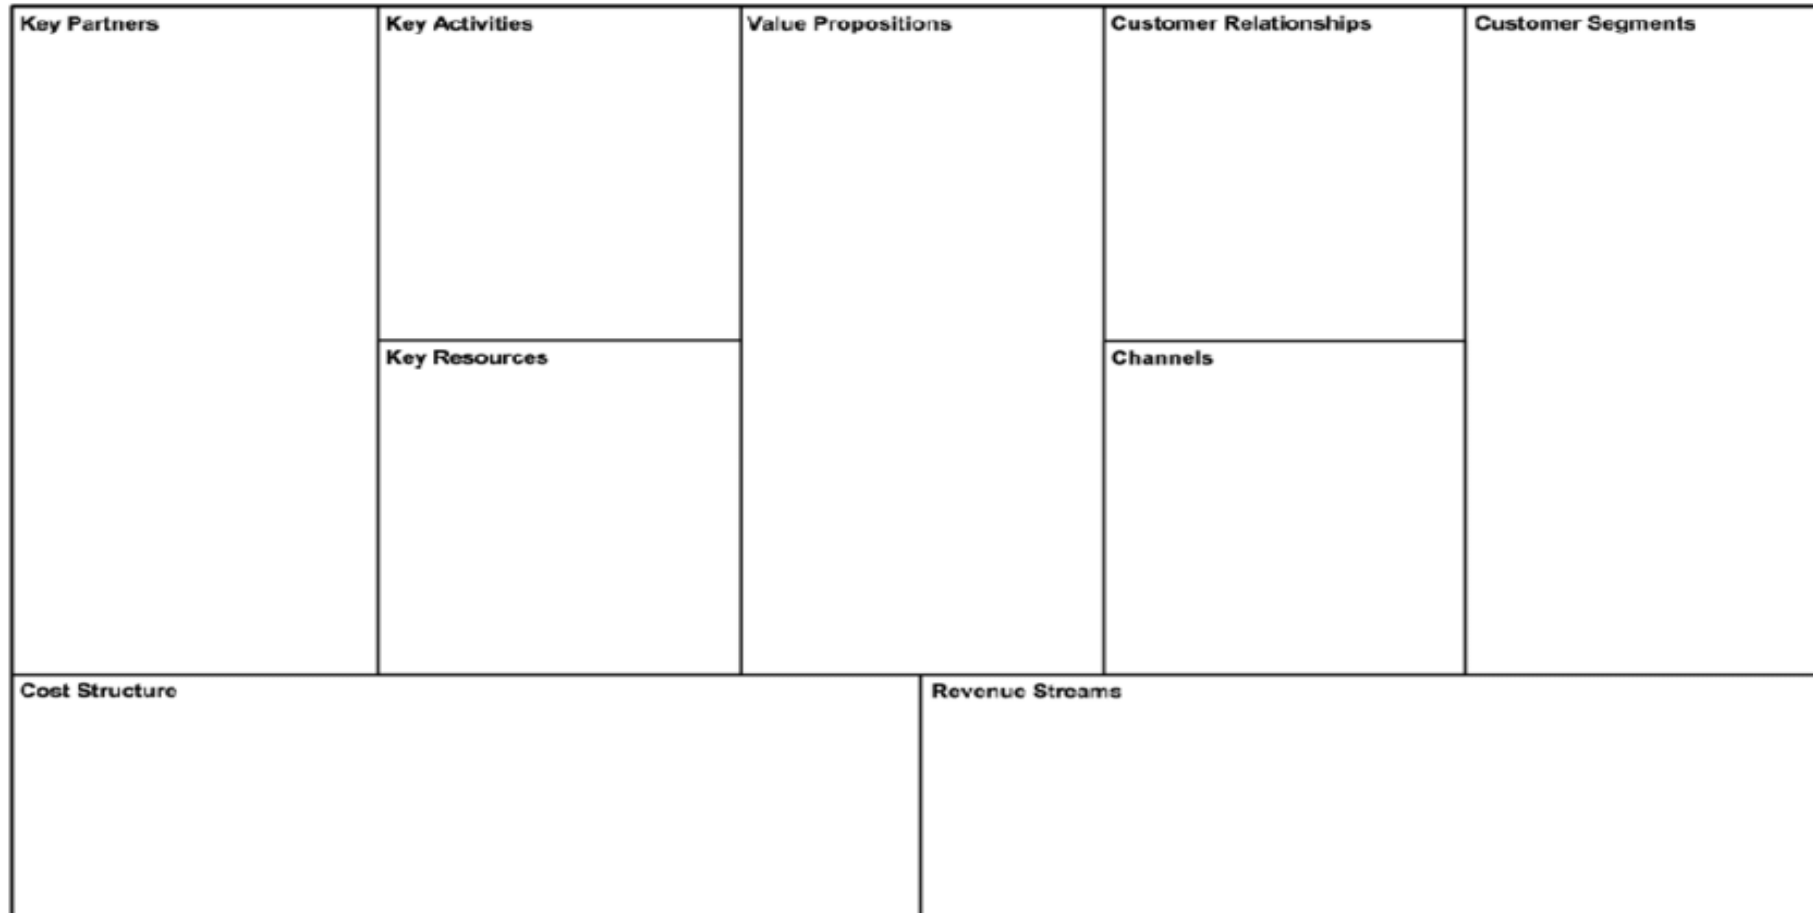 Key Partners
Key Activities
Value Propositions
Customer Relationships
Customer Segments
Key Resources
Channels
Cost Structure
Revenue Streams